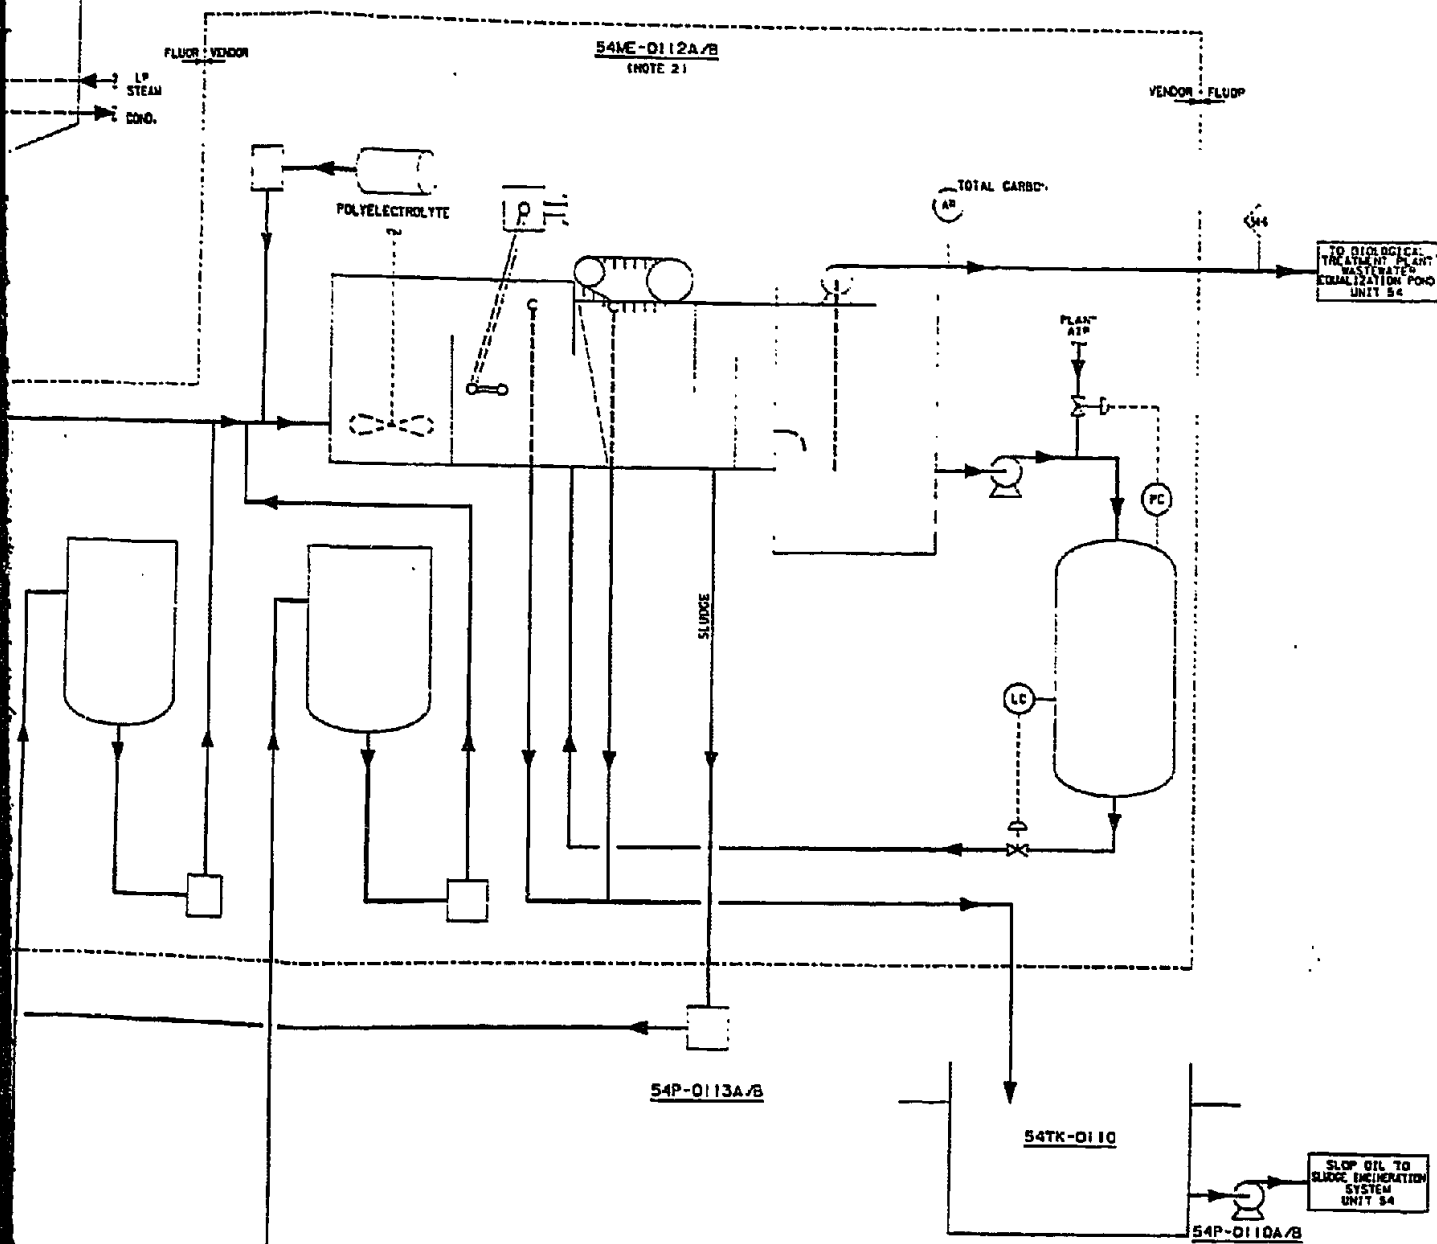 54ME-0112A/B
(NOTE 2)
FLUOR VENDOR
LP
STEAM
COND.
VENDOR FLUOR
POLYELECTROLYTE
TOTAL CARBON
TO BIOLOGICAL
TREATMENT PLANT
WASTEWATER
EQUALIZATION POND
UNIT 54
PLANT
AIR
PC
SLUDGE
LC
54P-0113A/B
54TK-0110
SLOP OIL TO
SLUDGE INCINERATION
SYSTEM
UNIT 54
54P-0110A/B